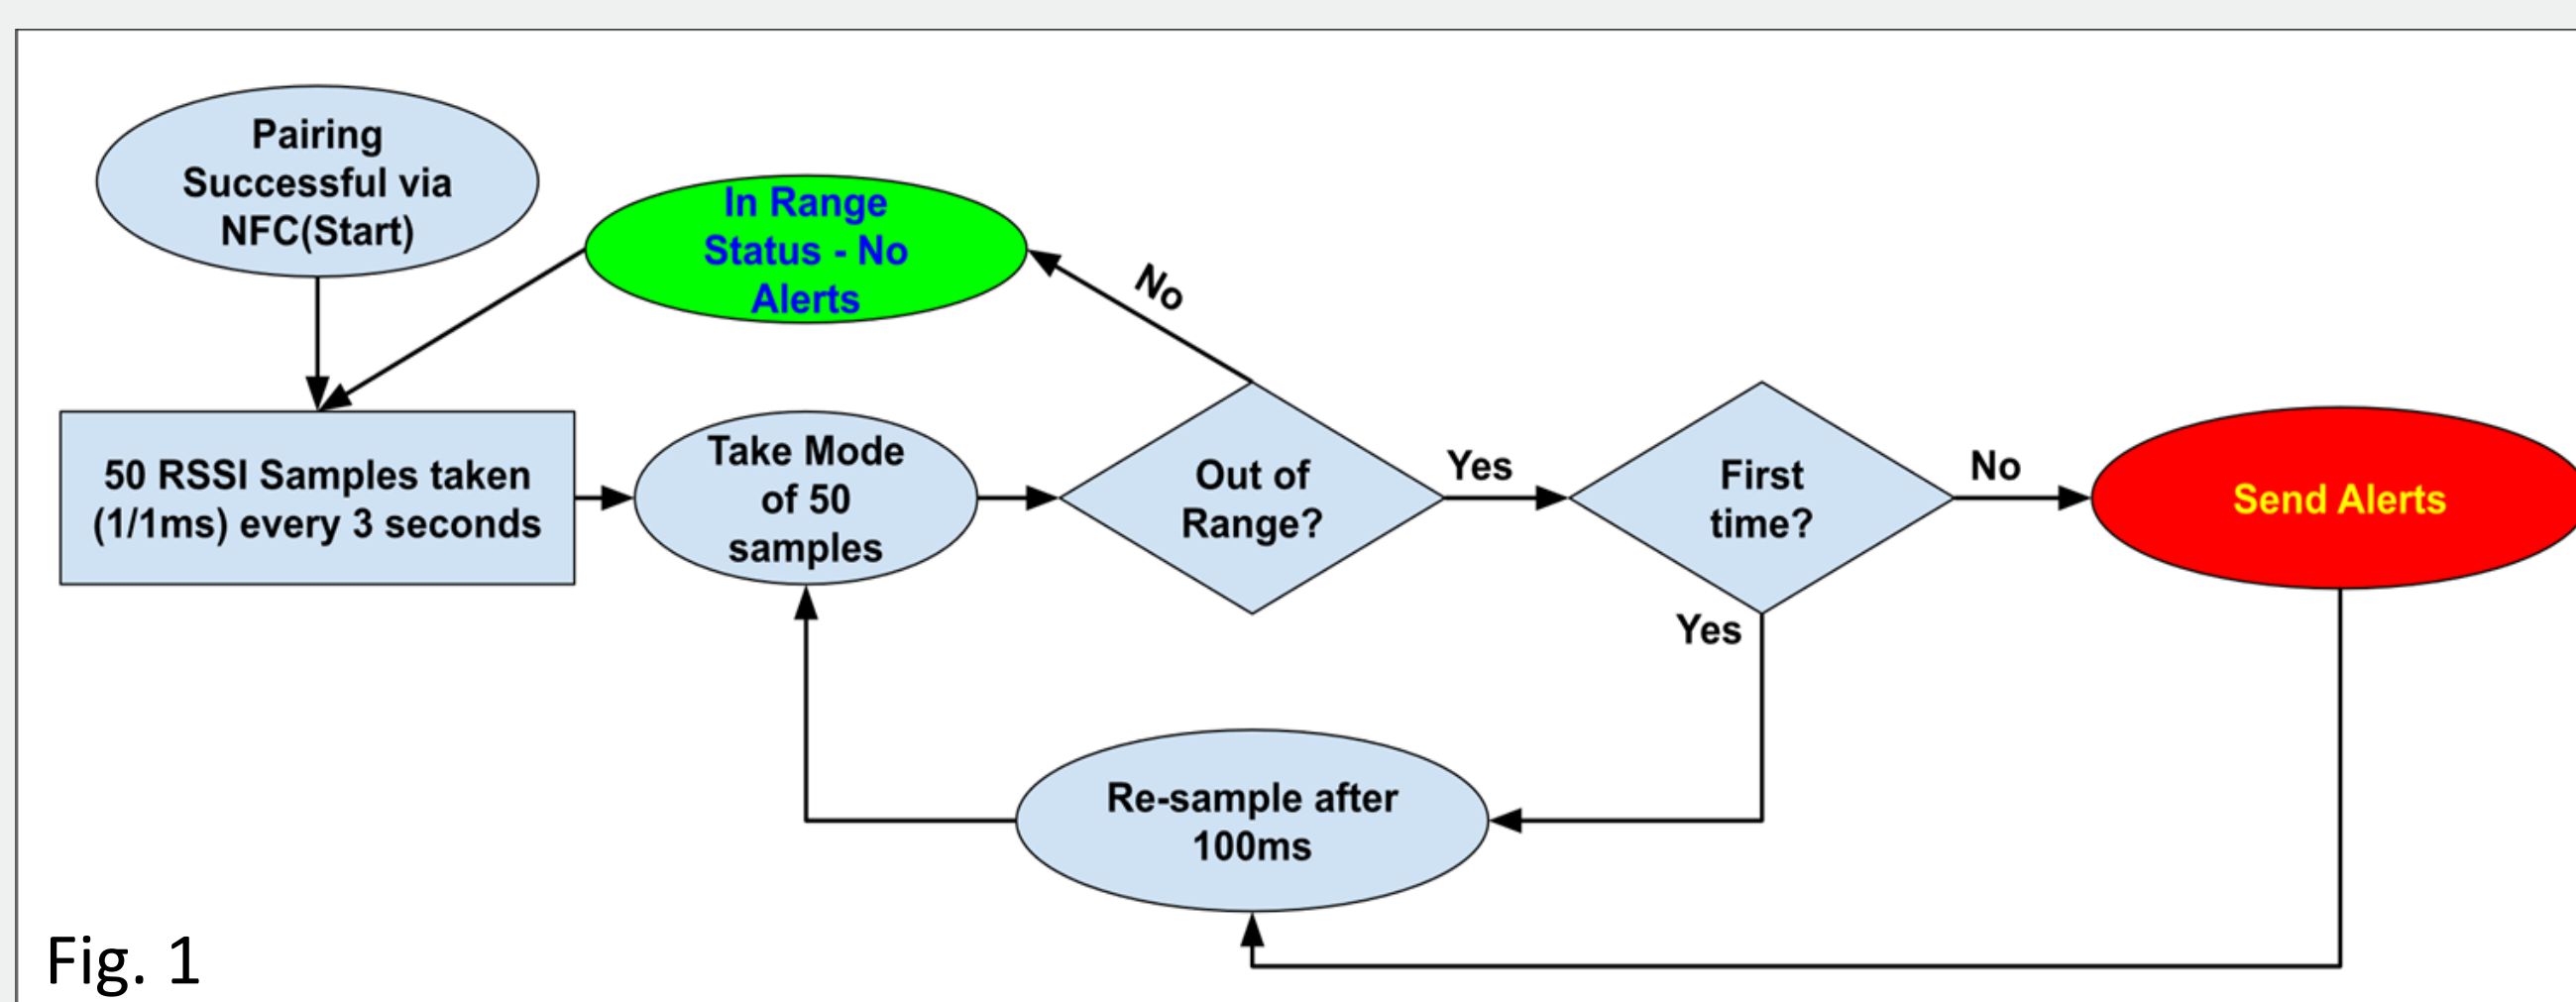 Pairing
Successful via
NFC(Start)
In Range
Status - No
Alerts
No
50 RSSI Samples taken
(1/1ms) every 3 seconds
Take Mode
of 50
samples
Out of
Range?
Yes
First
time?
No
Send Alerts
Yes
Re-sample after
100ms
Fig. 1